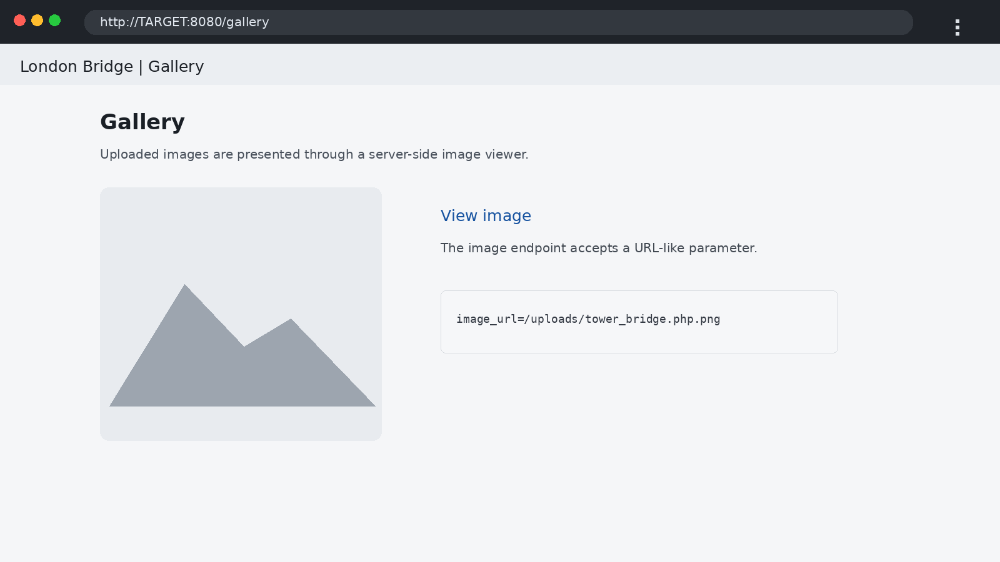 http://TARGET:8080/gallery
London Bridge | Gallery
Gallery
Uploaded images are presented through a server-side image viewer.
View image
The image endpoint accepts a URL-like parameter.
image_url=/uploads/tower_bridge.php.png